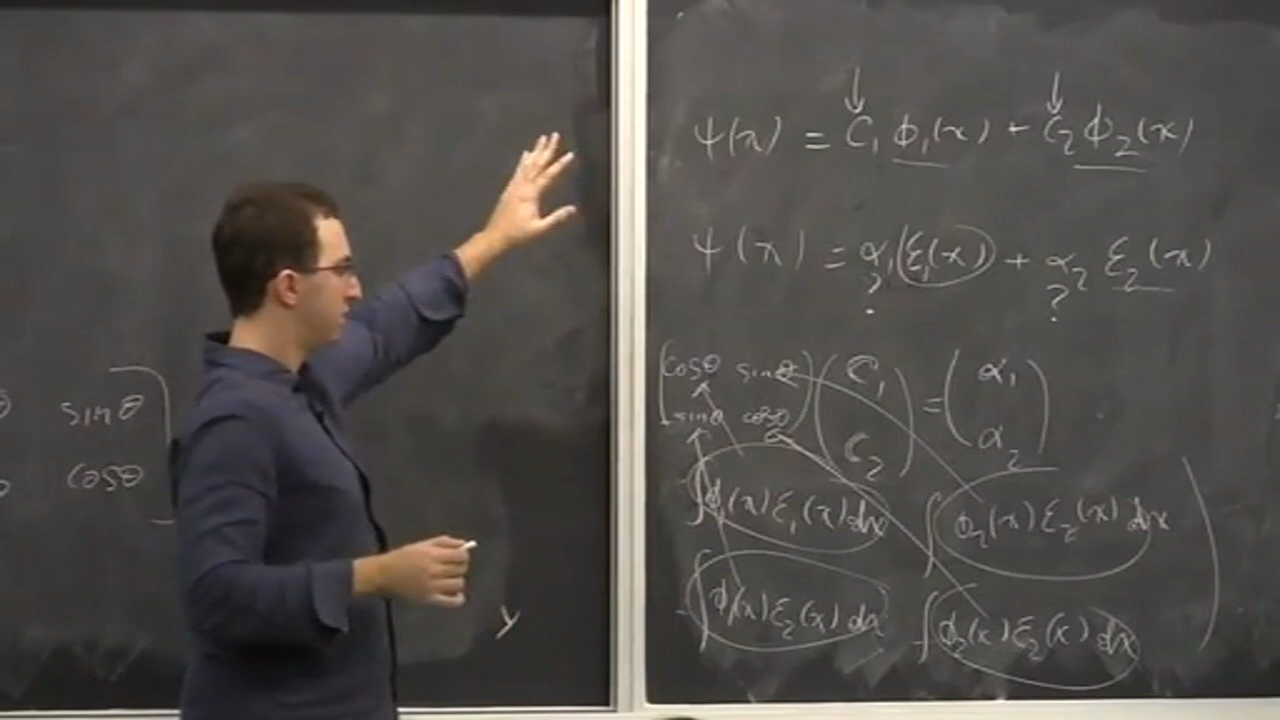 sinθ
cosθ
y
↓ ↓
ψ(x) = C₁ ϕ₁(x) + C₂ ϕ₂(x)
ψ(x) = α₁ ξ₁(x) + α₂ ξ₂(x)
? ?
(cosθ sinθ) (C₁) = (α₁)
(-sinθ cosθ) (C₂) (α₂)
∫ϕ₁(x) ξ₁(x) dx ∫ϕ₂(x) ξ₂(x) dx
∫ϕ₁(x) ξ₂(x) dx ∫ϕ₂(x) ξ₂(x) dx